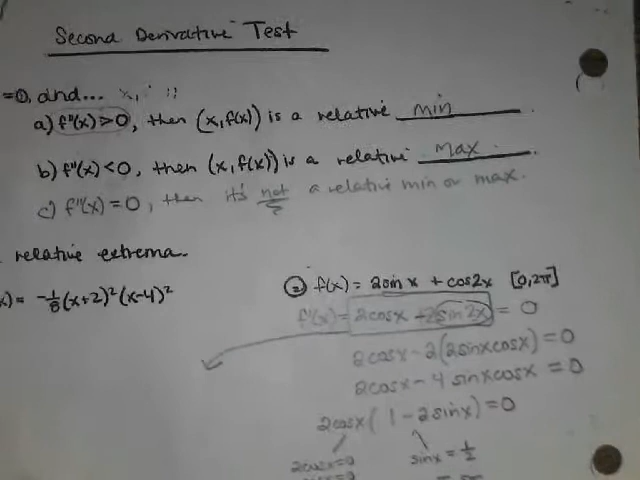 Second Derivative Test
=0, and...
a) f"(x)>0, then (x, f(x)) is a relative min.
b) f"(x)<0, then (x, f(x)) is a relative max.
c) f"(x)=0, then it's not a relative min or max.
relative extrema.
x) = -1/8(x+2)²(x-4)²
② f(x) = 2sin x + cos2x [0,2π]
f'(x)= 2cosx -2sin2x = 0
2cosx-2(2sinxcosx)=0
2cosx-4sinxcosx = 0
2cosx(1-2sinx)=0
2cosx=0 sinx=1/2